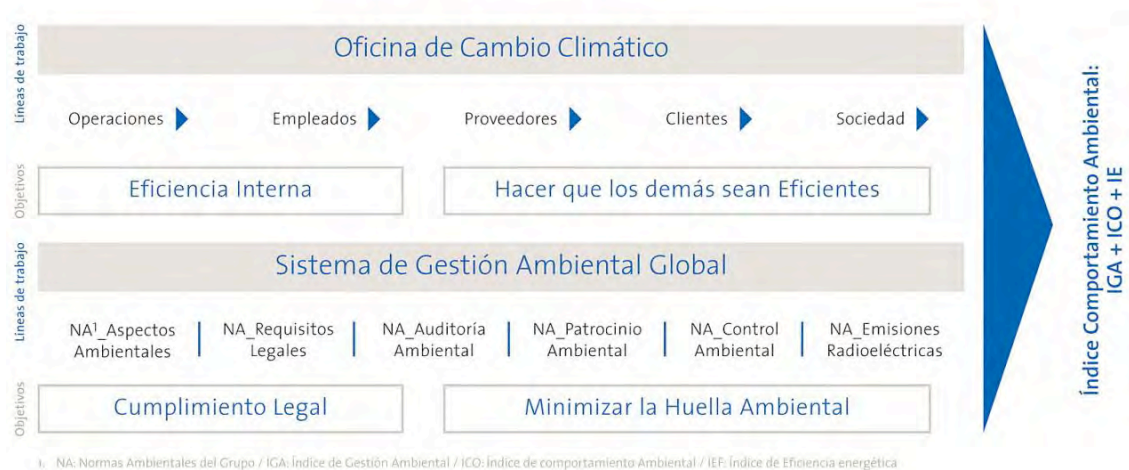 Líneas de trabajo
Oficina de Cambio Climático
Operaciones
Empleados
Proveedores
Clientes
Sociedad
Objetivos
Eficiencia Interna
Hacer que los demás sean Eficientes
Líneas de trabajo
Sistema de Gestión Ambiental Global
NA¹_Aspectos
Ambientales
NA_Requisitos
Legales
NA_Auditoría
Ambiental
NA_Patrocinio
Ambiental
NA_Control
Ambiental
NA_Emisiones
Radioeléctricas
Objetivos
Cumplimiento Legal
Minimizar la Huella Ambiental
Índice Comportamiento Ambiental:
IGA + ICO + IE
1. NA: Normas Ambientales del Grupo / IGA: Índice de Gestión Ambiental / ICO: Índice de comportamiento Ambiental / IEF: Índice de Eficiencia energética